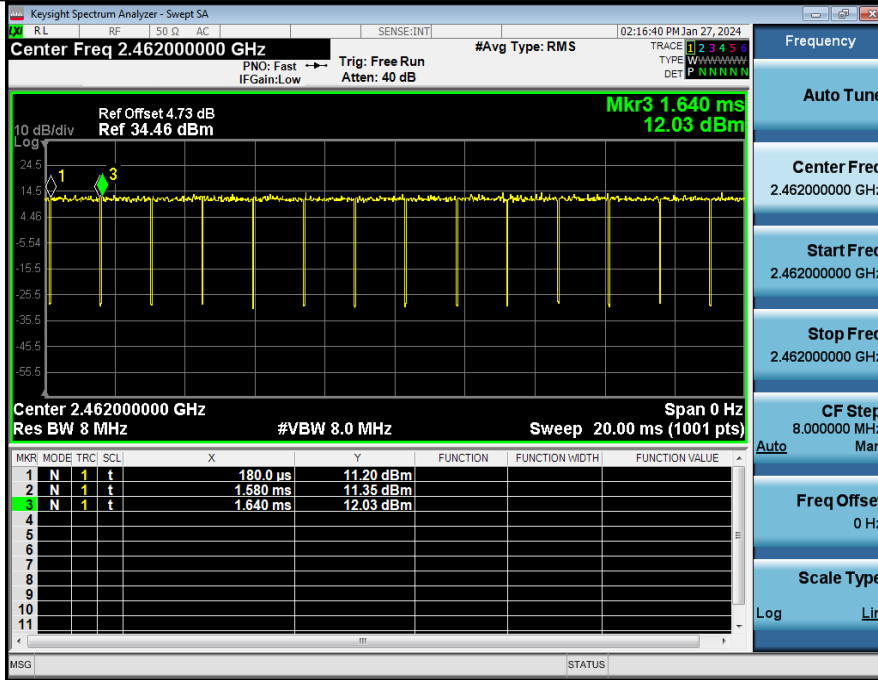 Keysight Spectrum Analyzer - Swept SA
LXI RL RF 50 Ω AC SENSE:INT 02:16:40 PM Jan 27, 2024
Center Freq 2.462000000 GHz
PNO: Fast
IFGain:Low
Trig: Free Run
Atten: 40 dB
#Avg Type: RMS
TRACE 1 2 3 4 5 6
TYPE WWWWWW
DET P N N N N N
Ref Offset 4.73 dB
10 dB/div Ref 34.46 dBm
Log
Mkr3 1.640 ms
12.03 dBm
1
3
24.5
14.5
4.46
-5.54
-15.5
-25.5
-35.5
-45.5
-55.5
Center 2.462000000 GHz Span 0 Hz
Res BW 8 MHz #VBW 8.0 MHz Sweep 20.00 ms (1001 pts)
MKR MODE TRC SCL X Y FUNCTION FUNCTION WIDTH FUNCTION VALUE
1 N 1 t 180.0 µs 11.20 dBm
2 N 1 t 1.580 ms 11.35 dBm
3 N 1 t 1.640 ms 12.03 dBm
4
5
6
7
8
9
10
11
MSG STATUS
Frequency
Auto Tune
Center Freq
2.462000000 GHz
Start Freq
2.462000000 GHz
Stop Freq
2.462000000 GHz
CF Step
8.000000 MHz
Auto Man
Freq Offset
0 Hz
Scale Type
Log Lin